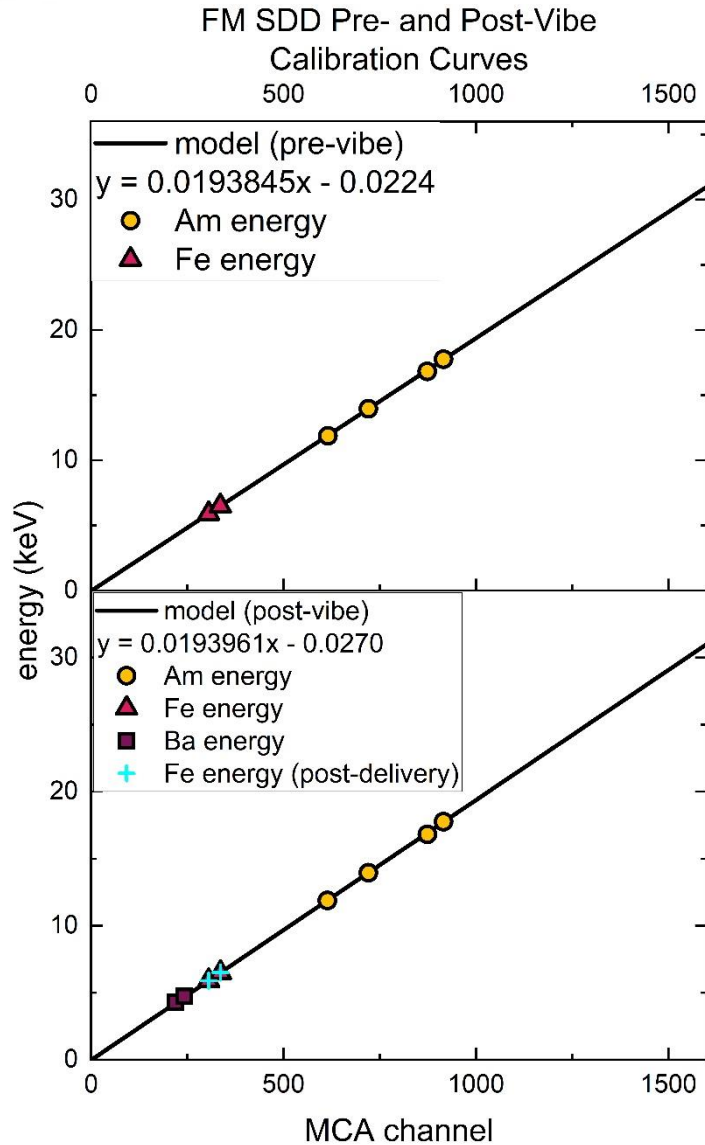 FM SDD Pre- and Post-Vibe
Calibration Curves
0 500 1000 1500
model (pre-vibe)
y = 0.0193845x - 0.0224
Am energy
Fe energy
30
20
10
0
energy (keV)
model (post-vibe)
y = 0.0193961x - 0.0270
Am energy
Fe energy
Ba energy
Fe energy (post-delivery)
30
20
10
0
0 500 1000 1500
MCA channel